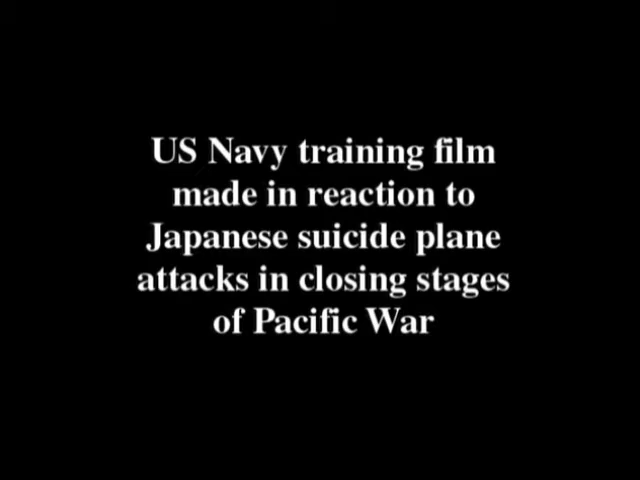 US Navy training film
made in reaction to
Japanese suicide plane
attacks in closing stages
of Pacific War